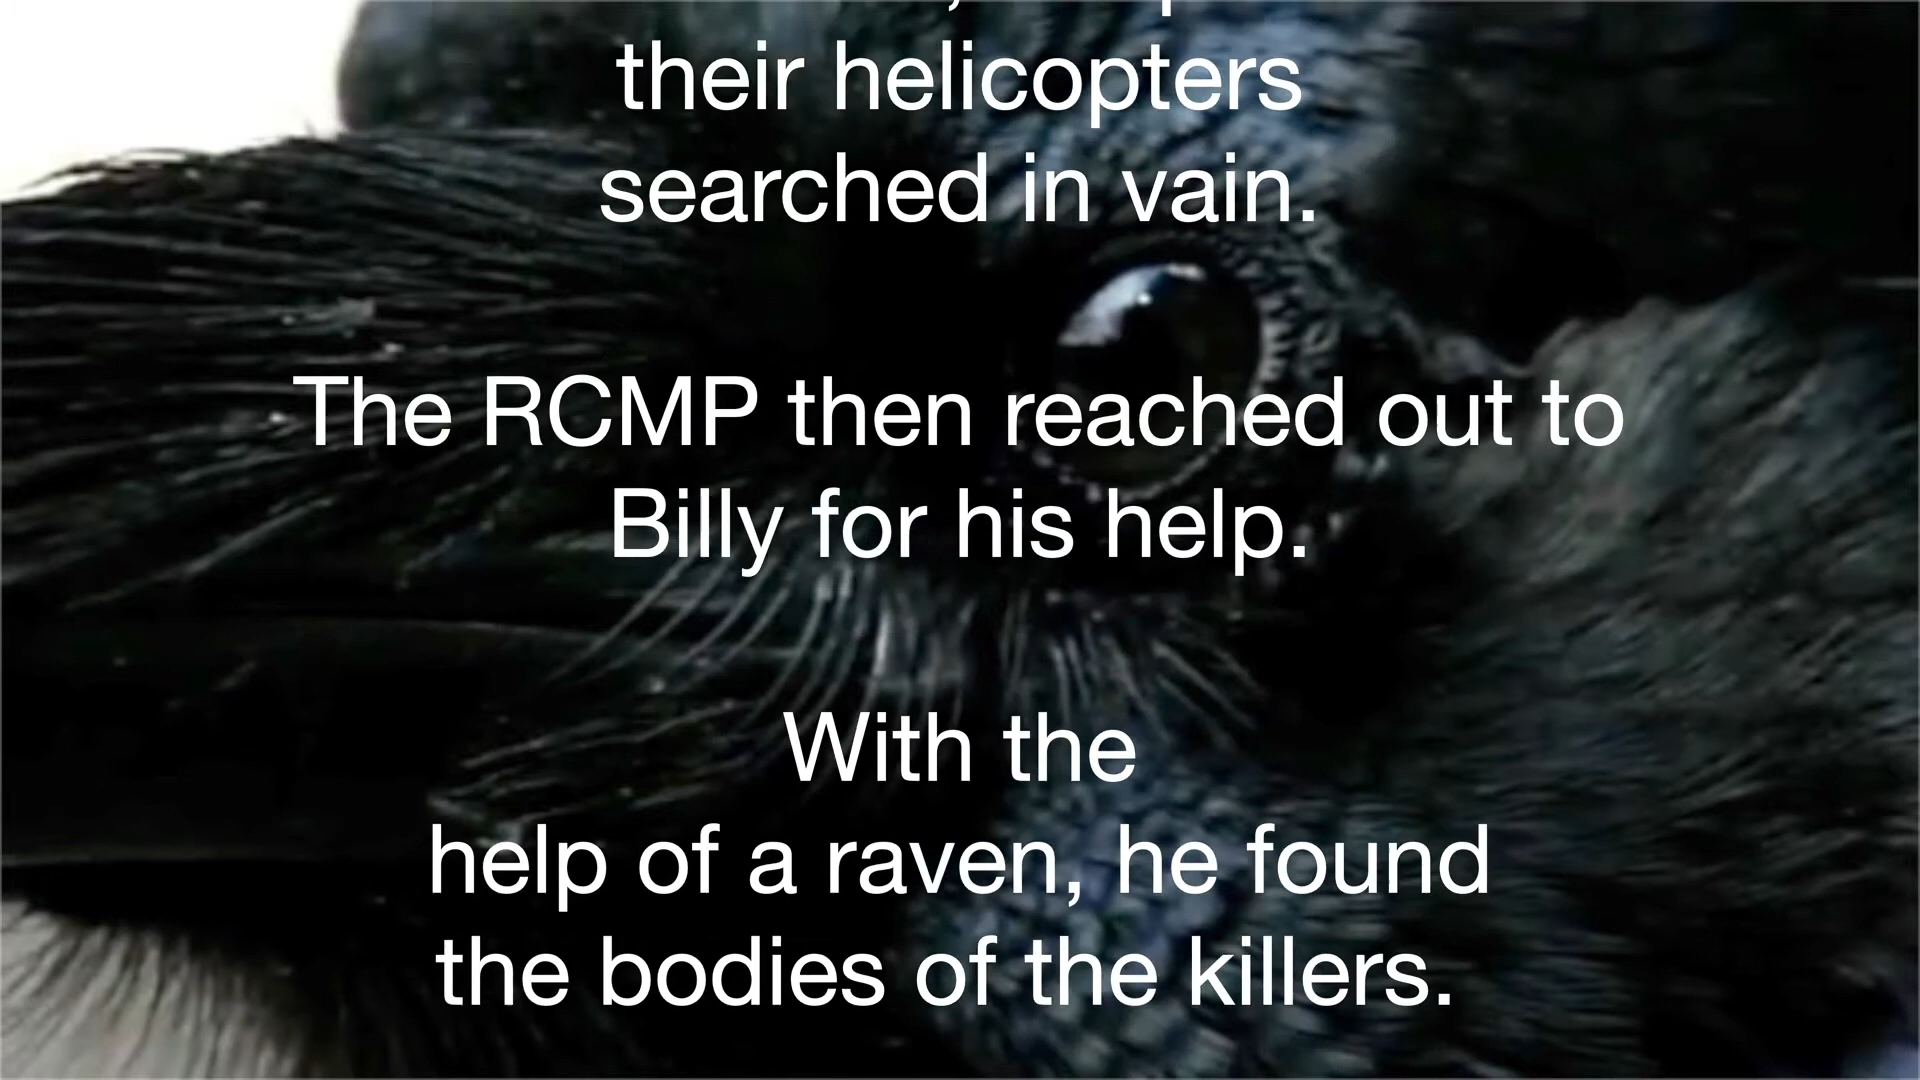 their helicopters
searched in vain.
The RCMP then reached out to
Billy for his help.
With the
help of a raven, he found
the bodies of the killers.